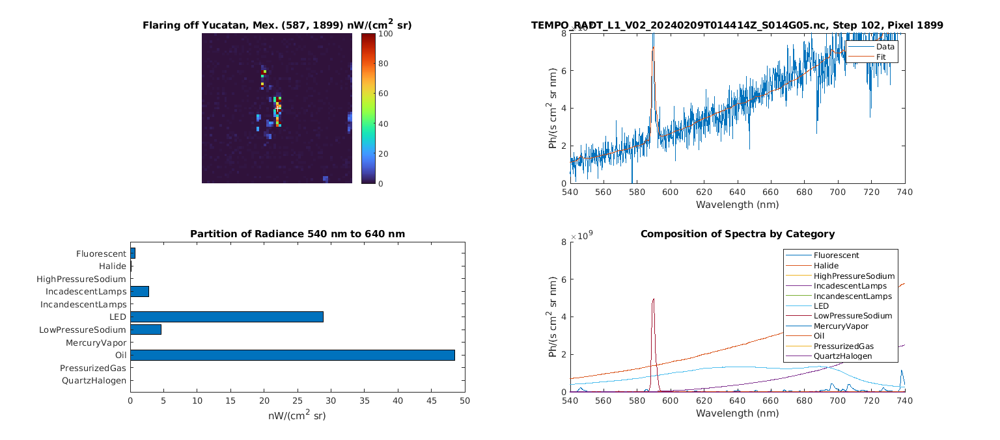 Flaring off Yucatan, Mex. (587, 1899) nW/(cm2 sr)
100
80
60
40
20
0
TEMPO_RADT_L1_V02_20240209T014414Z_S014G05.nc, Step 102, Pixel 1899
8
6
4
2
0
Ph/(s cm2 sr nm)
Data
Fit
540 560 580 600 620 640 660 680 700 720 740
Wavelength (nm)
Partition of Radiance 540 nm to 640 nm
Fluorescent
Halide
HighPressureSodium
IncadescentLamps
IncandescentLamps
LED
LowPressureSodium
MercuryVapor
Oil
PressurizedGas
QuartzHalogen
0 5 10 15 20 25 30 35 40 45 50
nW/(cm2 sr)
Composition of Spectra by Category
×109
8
6
4
2
0
Ph/(s cm2 sr nm)
Fluorescent
Halide
HighPressureSodium
IncadescentLamps
IncandescentLamps
LED
LowPressureSodium
MercuryVapor
Oil
PressurizedGas
QuartzHalogen
540 560 580 600 620 640 660 680 700 720 740
Wavelength (nm)